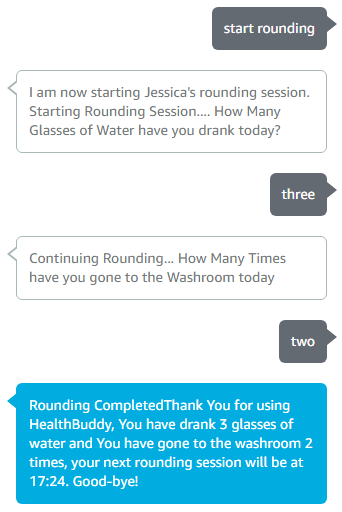 start rounding
I am now starting Jessica's rounding session.
Starting Rounding Session.... How Many
Glasses of Water have you drank today?
three
Continuing Rounding... How Many Times
have you gone to the Washroom today
two
Rounding CompletedThank You for using
HealthBuddy, You have drank 3 glasses of
water and You have gone to the washroom 2
times, your next rounding session will be at
17:24. Good-bye!